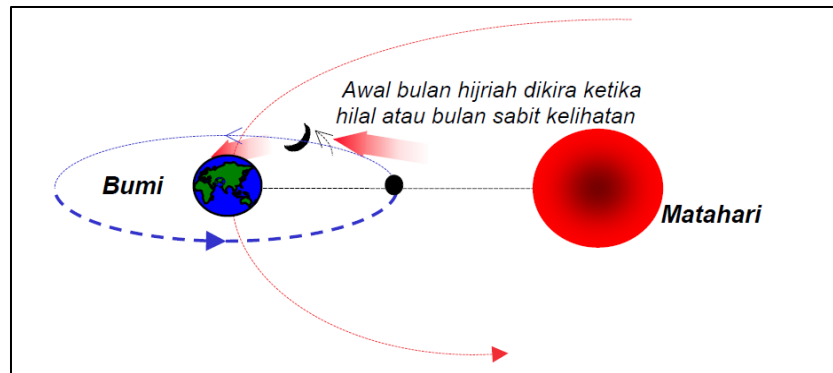 Awal bulan hijriah dikira ketika
hilal atau bulan sabit kelihatan
Bumi
Matahari